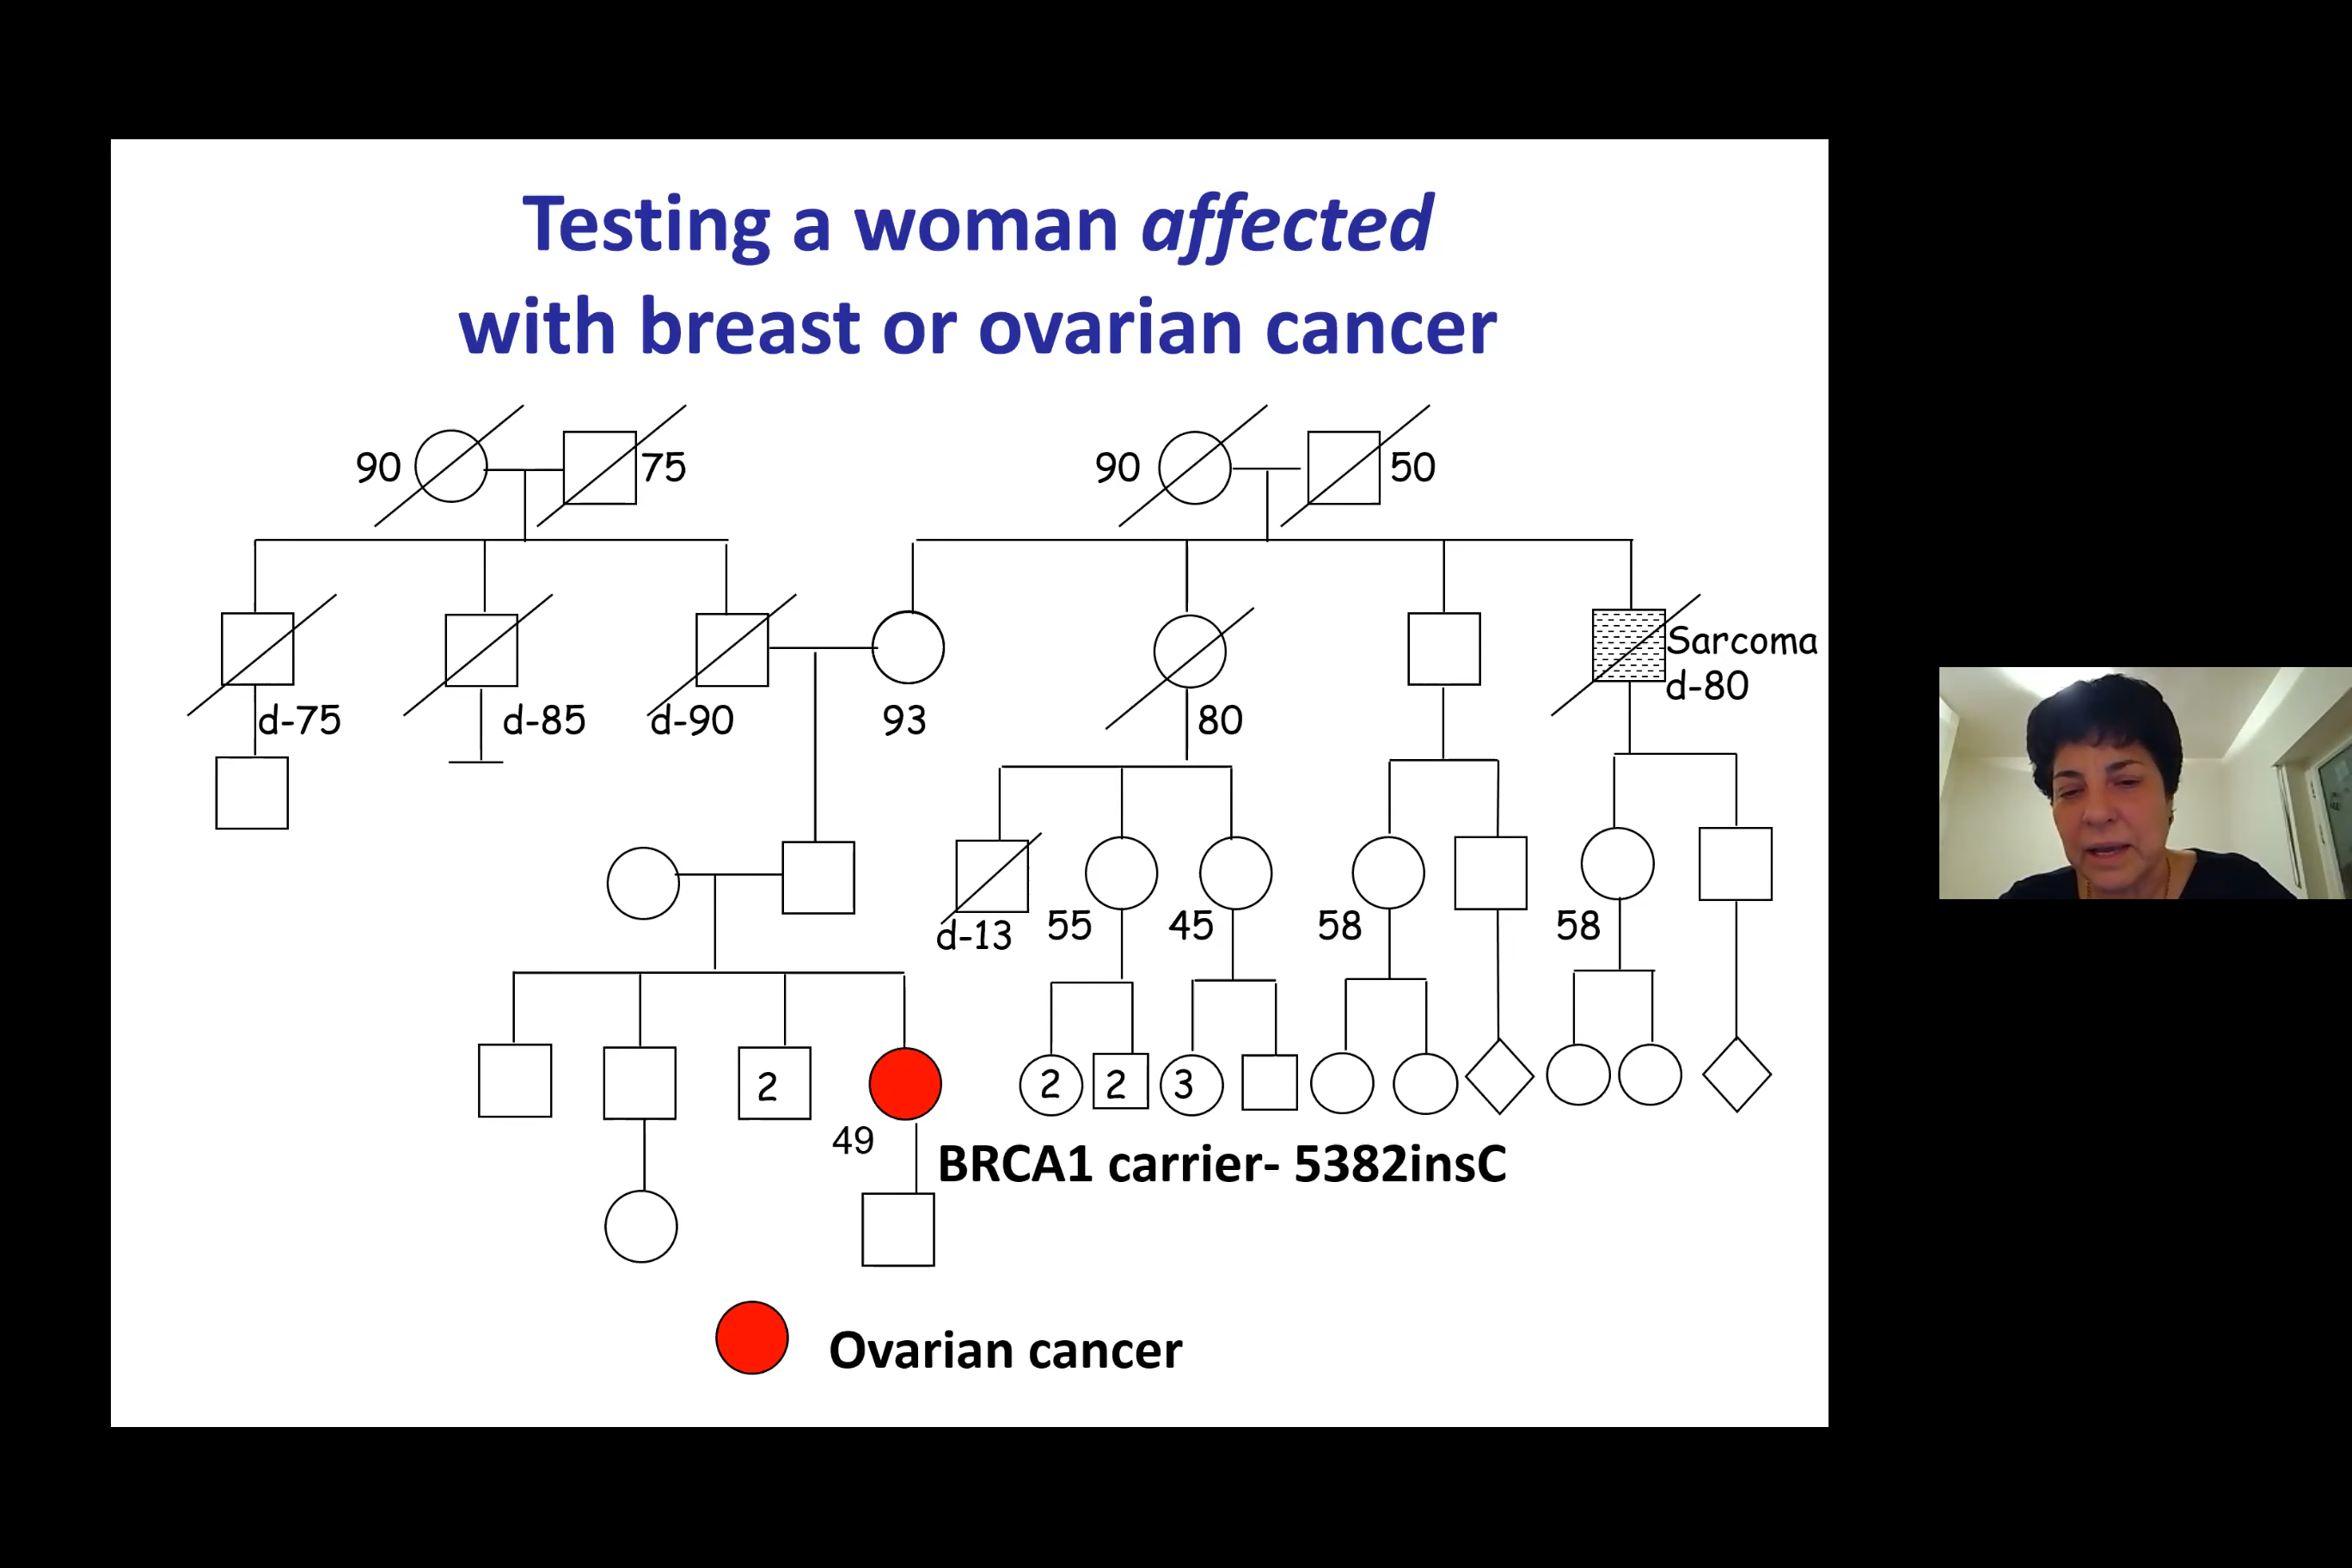 Testing a woman affected
with breast or ovarian cancer
90
75
90
50
Sarcoma
d-80
d-75
d-85
d-90
93
80
d-13
55
45
58
58
2
2
2
3
49
BRCA1 carrier- 5382insC
Ovarian cancer